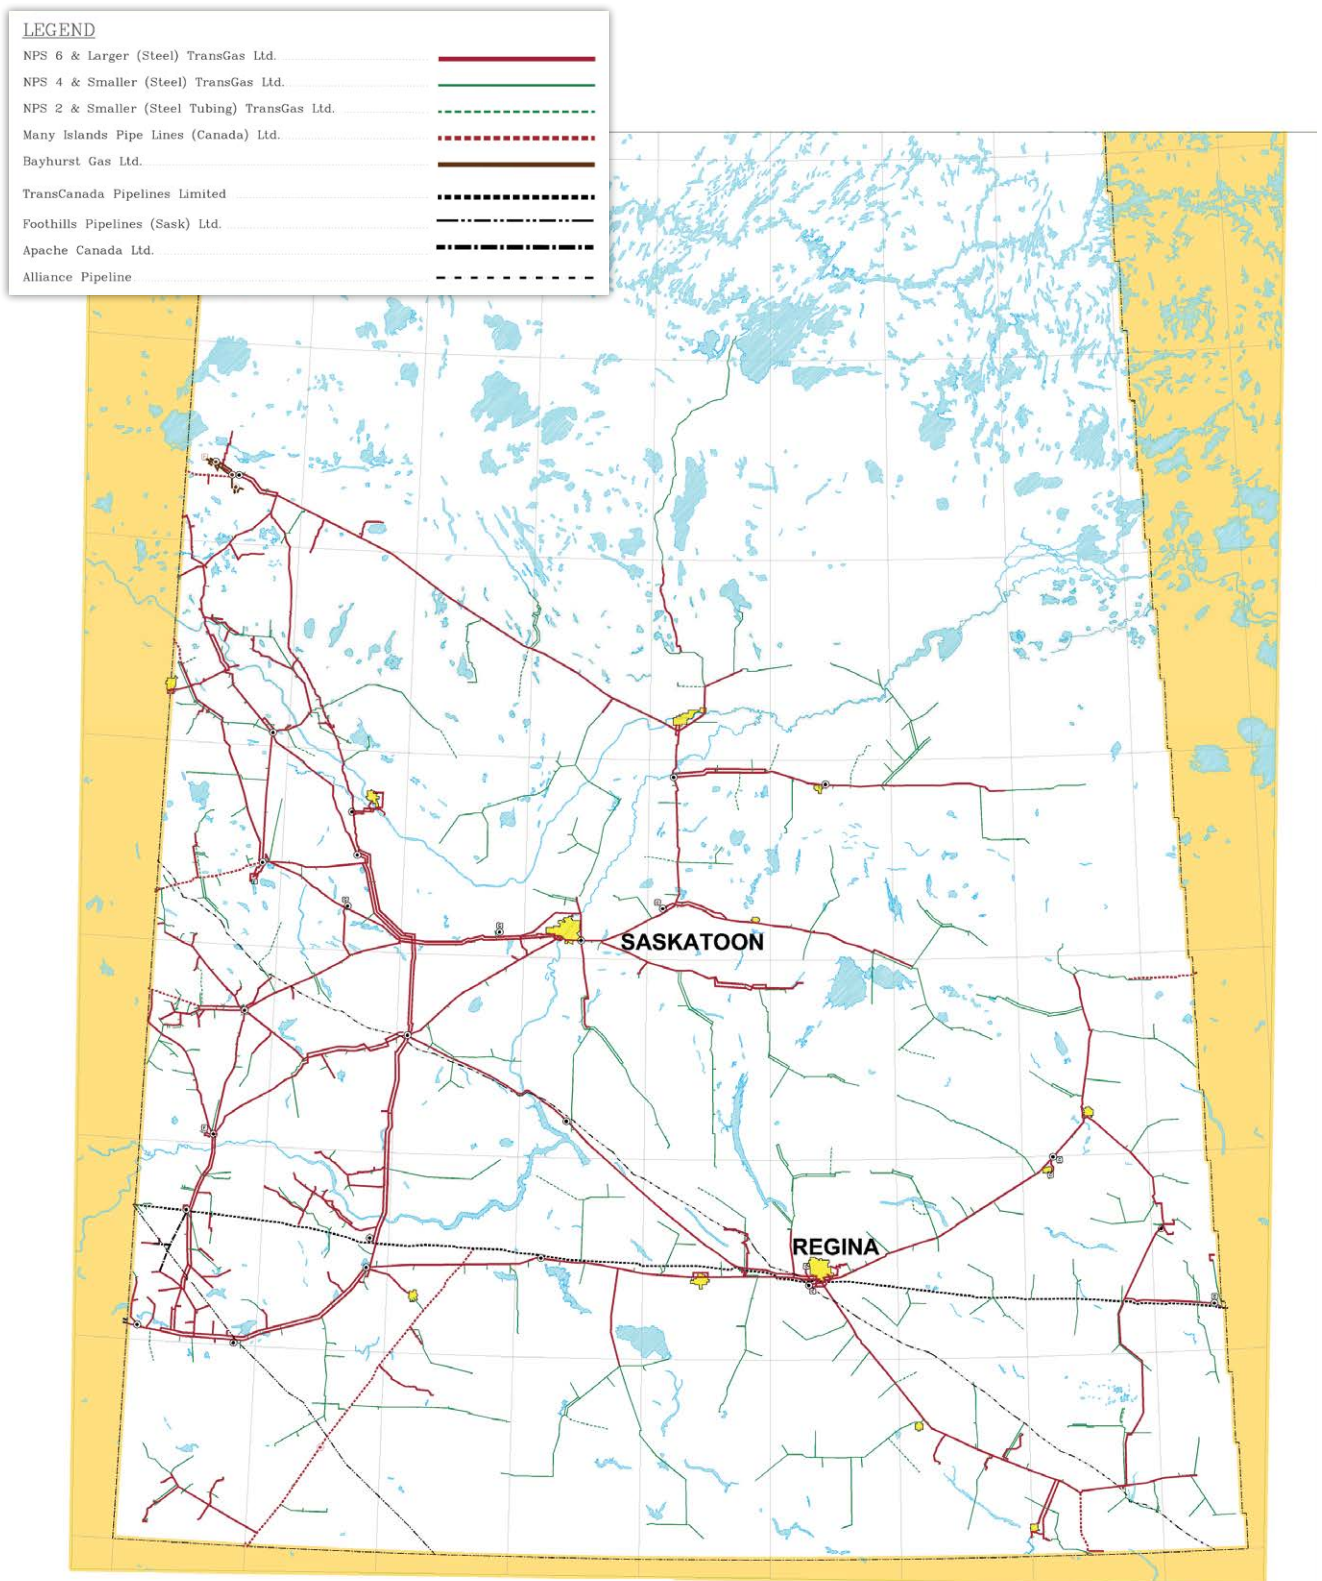 LEGEND
NPS 6 & Larger (Steel) TransGas Ltd.
NPS 4 & Smaller (Steel) TransGas Ltd.
NPS 2 & Smaller (Steel Tubing) TransGas Ltd.
Many Islands Pipe Lines (Canada) Ltd.
Bayhurst Gas Ltd.
TransCanada Pipelines Limited
Foothills Pipelines (Sask) Ltd.
Apache Canada Ltd.
Alliance Pipeline
SASKATOON
REGINA